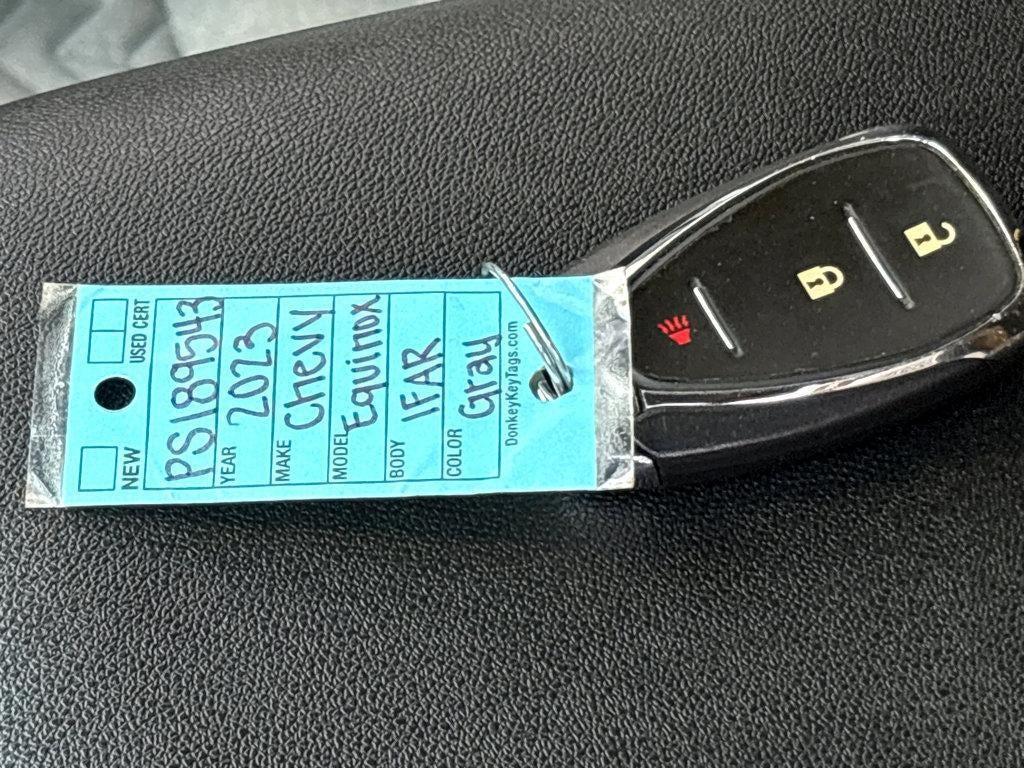 NEW USED CERT
PS189543
YEAR 2023
MAKE Chevy
MODEL Equinox
BODY 1FAR
COLOR Gray
DonkeyKeyTags.com